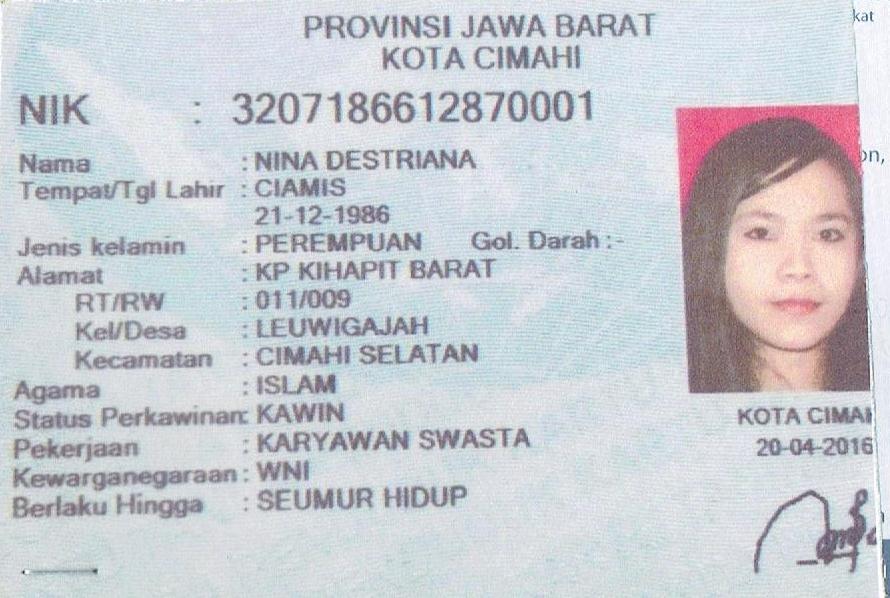 kat
PROVINSI JAWA BARAT
KOTA CIMAHI
NIK : 3207186612870001
on,
Nama : NINA DESTRIANA
Tempat/Tgl Lahir : CIAMIS
21-12-1986
Jenis kelamin : PEREMPUAN Gol. Darah :-
Alamat : KP KIHAPIT BARAT
RT/RW : 011/009
Kel/Desa : LEUWIGAJAH
Kecamatan : CIMAHI SELATAN
Agama : ISLAM
Status Perkawinan: KAWIN
Pekerjaan : KARYAWAN SWASTA
Kewarganegaraan : WNI
Berlaku Hingga : SEUMUR HIDUP
KOTA CIMAH
20-04-2016